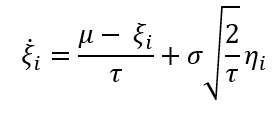 ξ̇ᵢ = (μ − ξᵢ)/τ + σ√(2/τ) ηᵢ